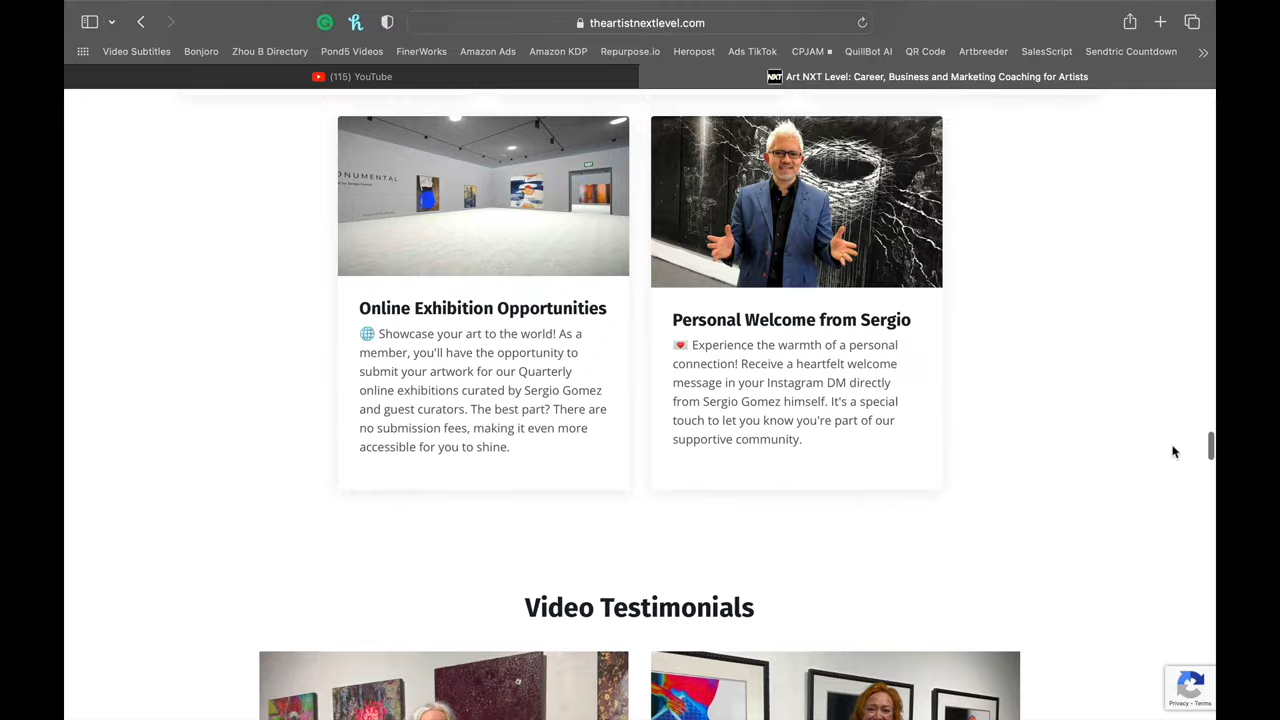 theartistnextlevel.com
Video Subtitles Bonjoro Zhou B Directory Pond5 Videos FinerWorks Amazon Ads Amazon KDP Repurpose.io Heropost Ads TikTok CPJAM QuillBot AI QR Code Artbreeder SalesScript Sendtric Countdown
(115) YouTube
NXT Art NXT Level: Career, Business and Marketing Coaching for Artists
ONUMENTAL
Online Exhibition Opportunities
🌐 Showcase your art to the world! As a
member, you'll have the opportunity to
submit your artwork for our Quarterly
online exhibitions curated by Sergio Gomez
and guest curators. The best part? There are
no submission fees, making it even more
accessible for you to shine.
Personal Welcome from Sergio
💌 Experience the warmth of a personal
connection! Receive a heartfelt welcome
message in your Instagram DM directly
from Sergio Gomez himself. It's a special
touch to let you know you're part of our
supportive community.
Video Testimonials
Privacy - Terms